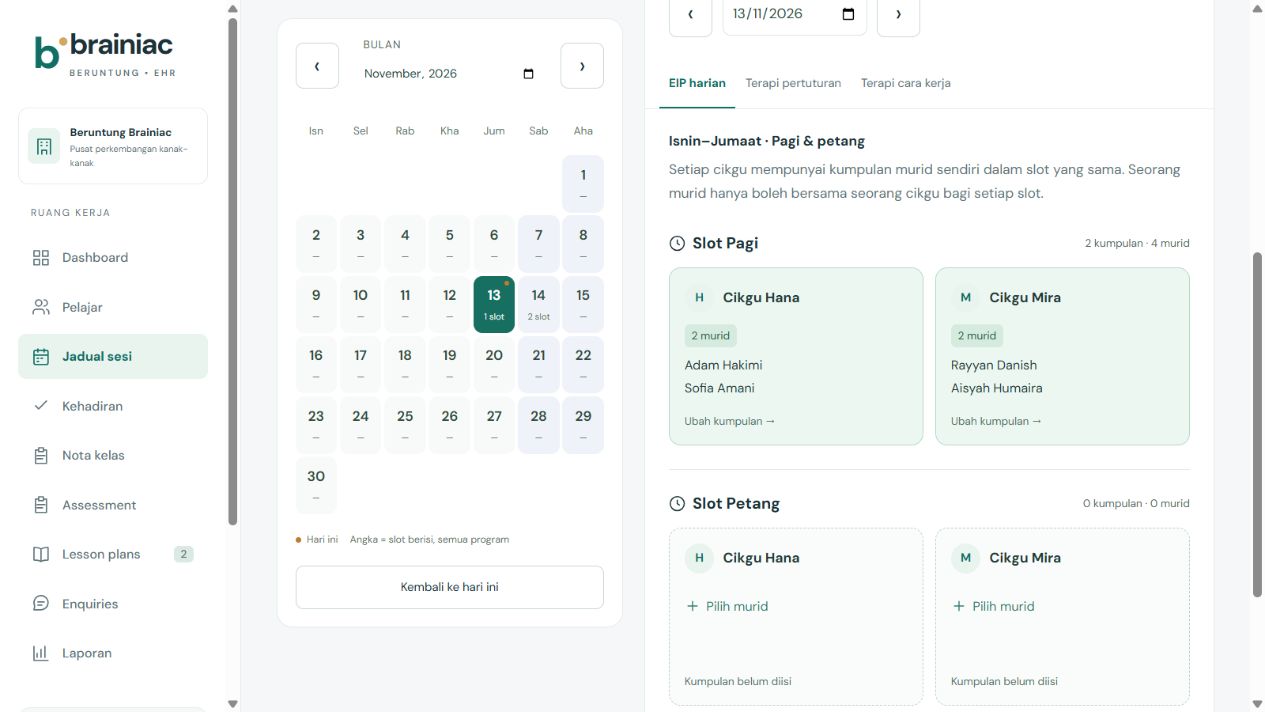 brainiac
BERUNTUNG • EHR
Beruntung Brainiac
Pusat perkembangan kanak-
kanak
RUANG KERJA
Dashboard
Pelajar
Jadual sesi
Kehadiran
Nota kelas
Assessment
Lesson plans 2
Enquiries
Laporan
‹
BULAN
November, 2026
›
Isn Sel Rab Kha Jum Sab Aha
1
–
2 3 4 5 6 7 8
– – – – – – –
9 10 11 12 13 14 15
– – – – 1 slot 2 slot –
16 17 18 19 20 21 22
– – – – – – –
23 24 25 26 27 28 29
– – – – – – –
30
–
Hari ini Angka = slot berisi, semua program
Kembali ke hari ini
‹ 13/11/2026 ›
EIP harian Terapi pertuturan Terapi cara kerja
Isnin–Jumaat · Pagi & petang
Setiap cikgu mempunyai kumpulan murid sendiri dalam slot yang sama. Seorang
murid hanya boleh bersama seorang cikgu bagi setiap slot.
Slot Pagi
2 kumpulan · 4 murid
H Cikgu Hana
2 murid
Adam Hakimi
Sofia Amani
Ubah kumpulan →
M Cikgu Mira
2 murid
Rayyan Danish
Aisyah Humaira
Ubah kumpulan →
Slot Petang
0 kumpulan · 0 murid
H Cikgu Hana
+ Pilih murid
Kumpulan belum diisi
M Cikgu Mira
+ Pilih murid
Kumpulan belum diisi